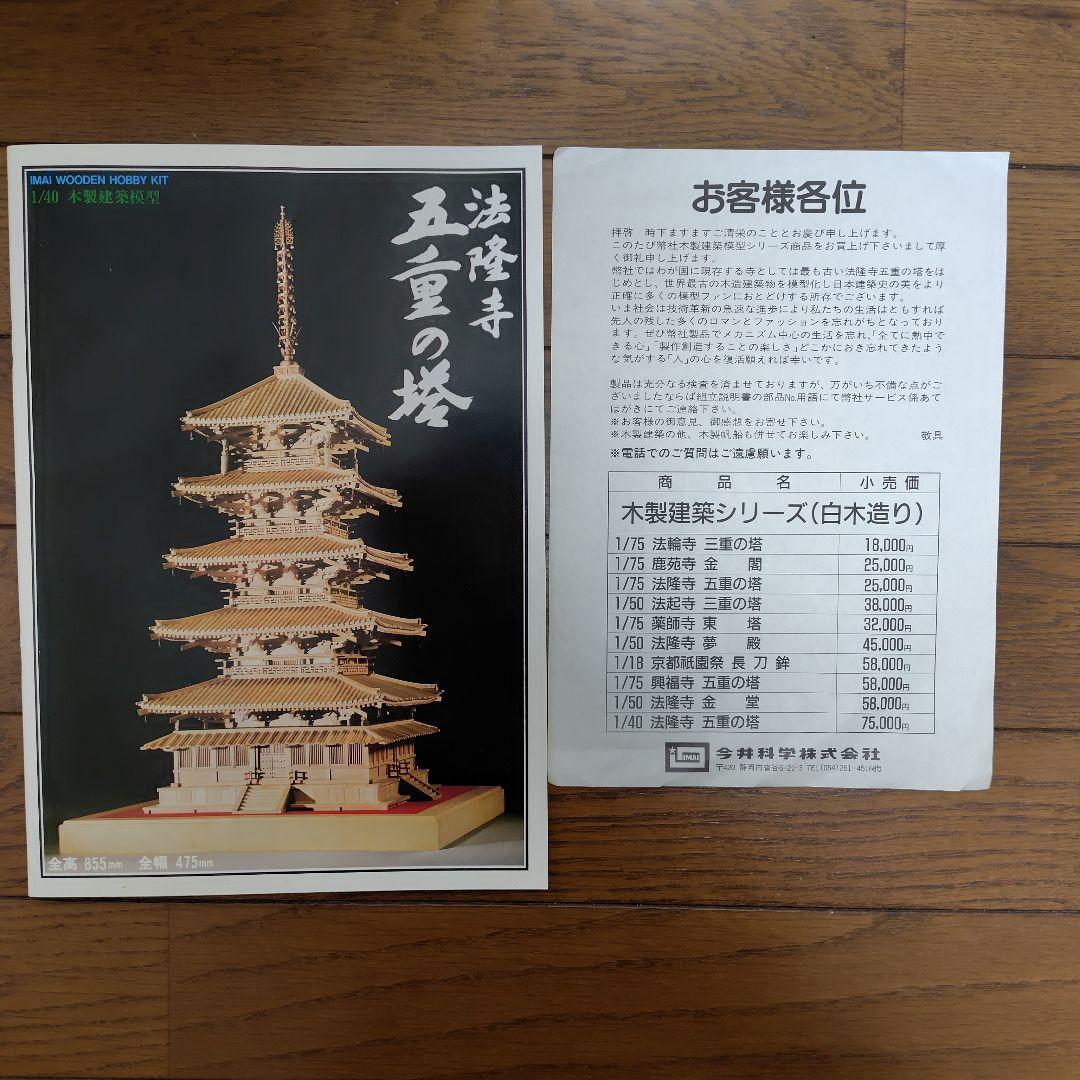 IMAI WOODEN HOBBY KIT
1/40 木製建築模型
法隆寺
五重の塔
全高 855mm 全幅 475mm
お客様各位
拝啓 時下ますますご清栄のこととお慶び申し上げます。
このたび弊社木製建築模型シリーズ商品をお買上げ下さいまして厚
く御礼申し上げます。
弊社ではわが国に現存する寺としては最も古い法隆寺五重の塔をは
じめとし、世界最古の木造建築物を模型化し日本建築史の美をより
正確に多くの模型ファンにおとどけする所存でございます。
いま社会は技術革新の急速な進歩により私たちの生活はともすれば
先人の残した多くのロマンとファッションを忘れがちとなっており
ます。ぜひ弊社製品でメカニズム中心の生活を忘れ、「全てに熱中で
きる心」「製作創造することの楽しさ」どこかにおき忘れてきたよう
な気がする「人」の心を復活願えれば幸いです。
製品は充分なる検査を済ませておりますが、万がいち不備な点がご
ざいましたならば組立説明書の部品No.用語にて弊社サービス係あて
はがきにてご連絡下さい。
※お客様の御意見、御感想をお寄せ下さい。
※木製建築の他、木製帆船も併せてお楽しみ下さい。 敬具
※電話でのご質問はご遠慮願います。
商品名 小売価
木製建築シリーズ(白木造り)
1/75 法輪寺 三重の塔 18,000円
1/75 鹿苑寺 金閣 25,000円
1/75 法隆寺 五重の塔 25,000円
1/50 法起寺 三重の塔 38,000円
1/75 薬師寺 東塔 32,000円
1/50 法隆寺 夢殿 45,000円
1/18 京都祇園祭 長刀鉾 58,000円
1/75 興福寺 五重の塔 58,000円
1/50 法隆寺 金堂 58,000円
1/40 法隆寺 五重の塔 75,000円
IMAI 今井科学株式会社
〒420 静岡市沓谷6-21-3 TEL(054)261-4516代